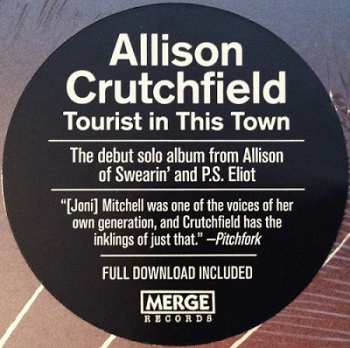 Allison
Crutchfield
Tourist in This Town
The debut solo album from Allison
of Swearin' and P.S. Eliot
“[Joni] Mitchell was one of the voices of her
own generation, and Crutchfield has the
inklings of just that.” —Pitchfork
FULL DOWNLOAD INCLUDED
MERGE
RECORDS